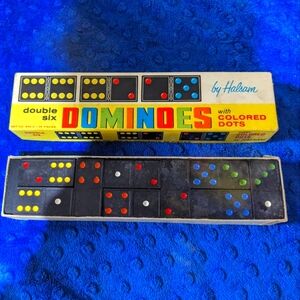 by Halsam
double
six
DOMINOES
with
COLORED
DOTS